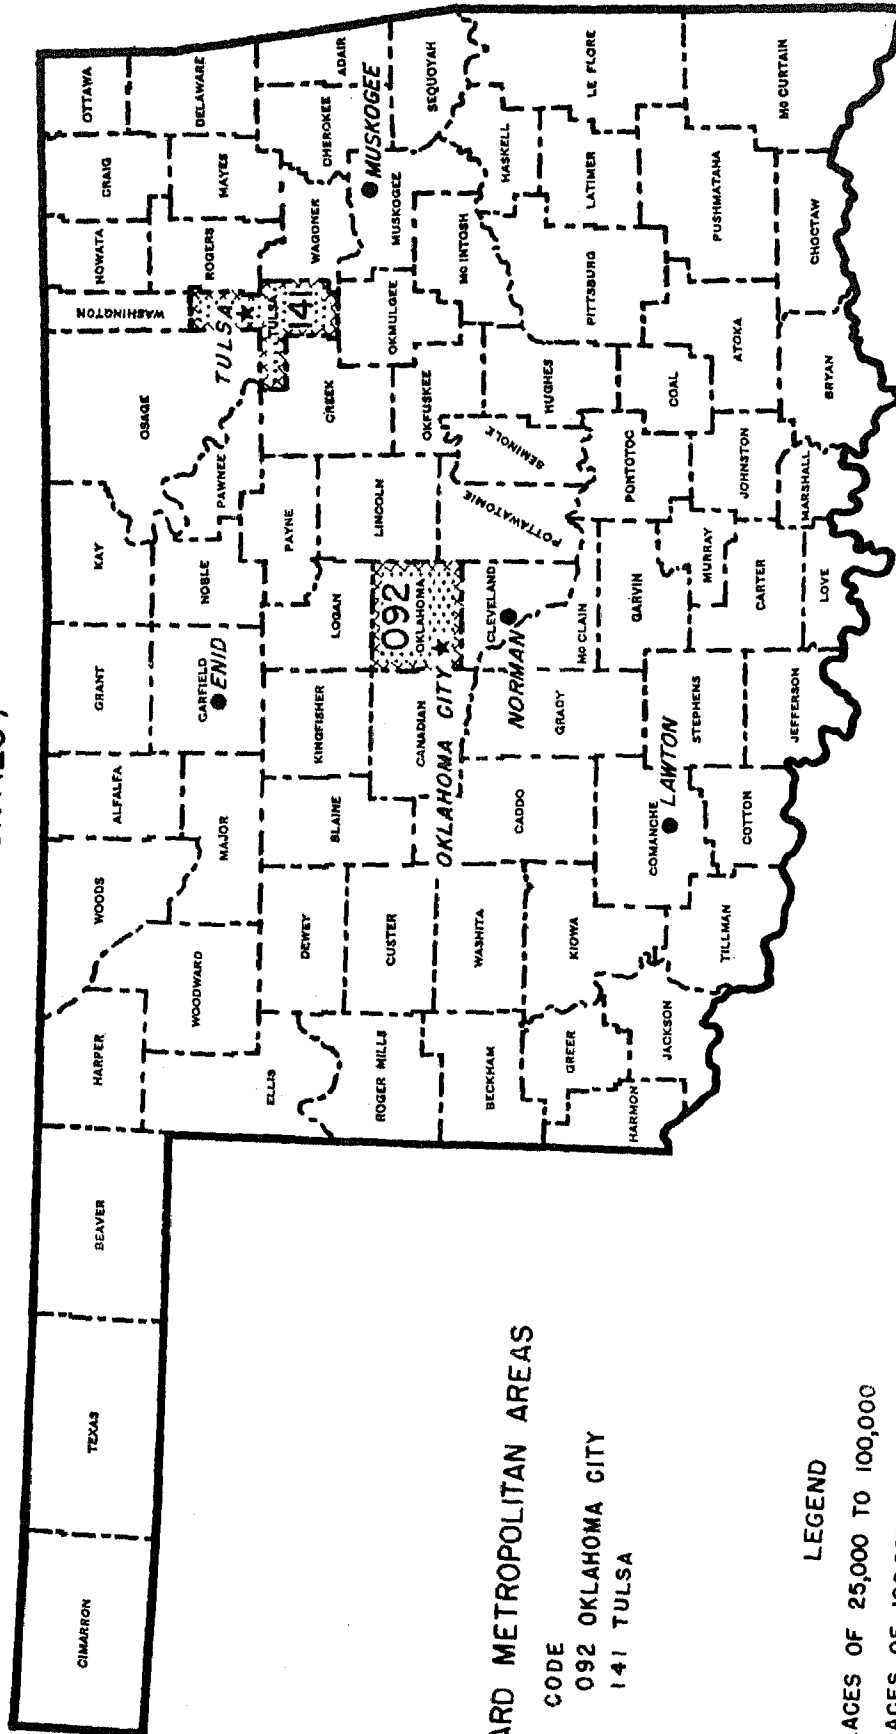 CIMARRON
TEXAS
BEAVER
HARPER
WOODS
ALFALFA
GRANT
KAY
OSAGE
WASHINGTON
NOWATA
CRAIG
OTTAWA
ELLIS
WOODWARD
MAJOR
GARFIELD
ENID
NOBLE
PAWNEE
TULSA
TULSA
141
ROGERS
MAYES
DELAWARE
ROGER MILLS
DEWEY
BLAINE
KINGFISHER
LOGAN
PAYNE
CREEK
WAGONER
CHEROKEE
ADAIR
CUSTER
CANADIAN
092
OKLAHOMA
OKLAHOMA CITY
LINCOLN
OKFUSKEE
OKMULGEE
MUSKOGEE
MUSKOGEE
SEQUOYAH
BECKHAM
WASHITA
CADDO
GRADY
CLEVELAND
NORMAN
MC CLAIN
POTTAWATOMIE
SEMINOLE
HUGHES
MC INTOSH
HASKELL
GREER
KIOWA
HARMON
JACKSON
COMANCHE
LAWTON
STEPHENS
GARVIN
MURRAY
PONTOTOC
COAL
PITTSBURG
LATIMER
LE FLORE
TILLMAN
COTTON
JEFFERSON
CARTER
LOVE
JOHNSTON
MARSHALL
ATOKA
BRYAN
PUSHMATAHA
CHOCTAW
MC CURTAIN
ARD METROPOLITAN AREAS
CODE
092 OKLAHOMA CITY
141 TULSA
LEGEND
ACES OF 25,000 TO 100,000